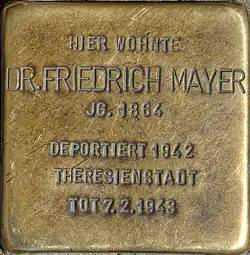 HIER WOHNTE
DR. FRIEDRICH MAYER
JG. 1864
DEPORTIERT 1942
THERESIENSTADT
TOT 7.2.1943